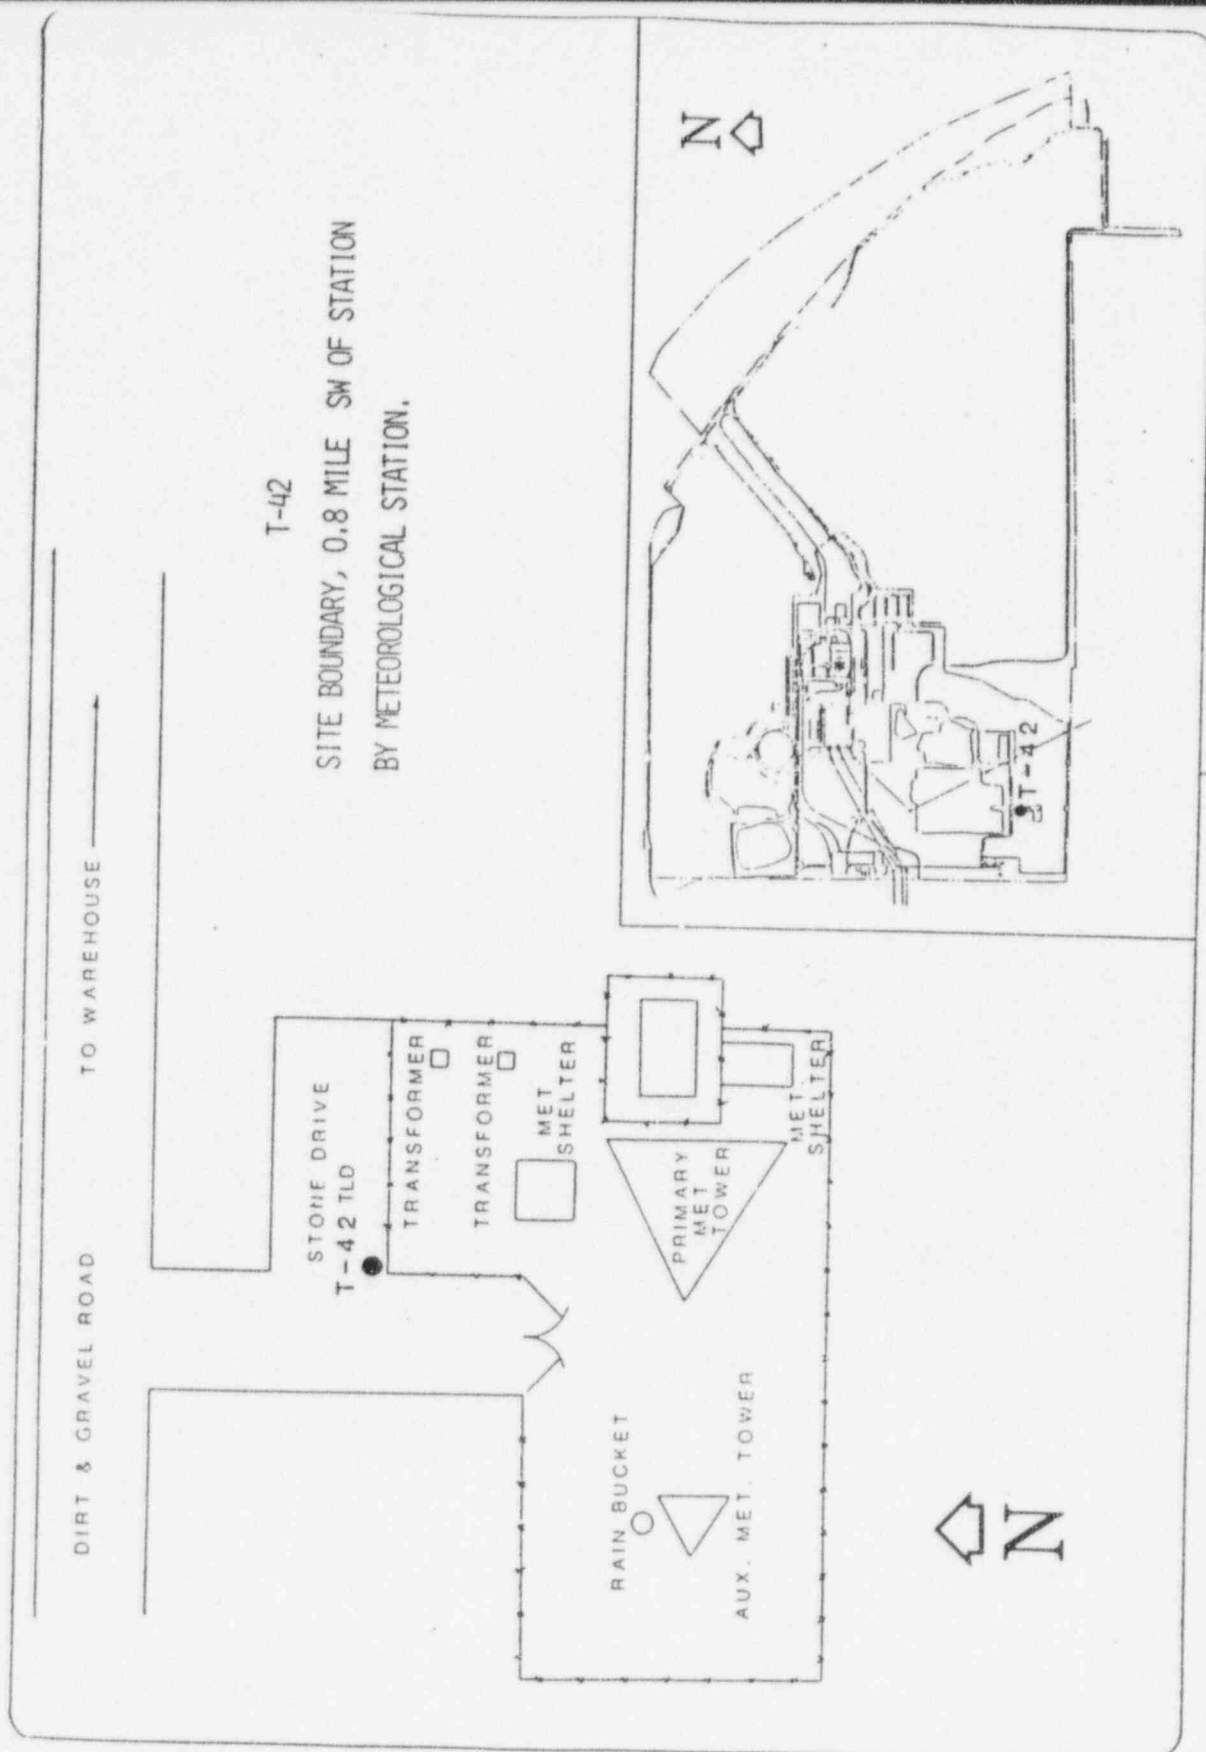 DIRT & GRAVEL ROAD
TO WAREHOUSE
T-42
SITE BOUNDARY, 0.8 MILE SW OF STATION
BY METEOROLOGICAL STATION.
STONE DRIVE
T-42 TLD
TRANSFORMER
TRANSFORMER
MET
SHELTER
PRIMARY
MET
TOWER
MET
SHELTER
RAIN BUCKET
AUX. MET. TOWER
N
N
T-42